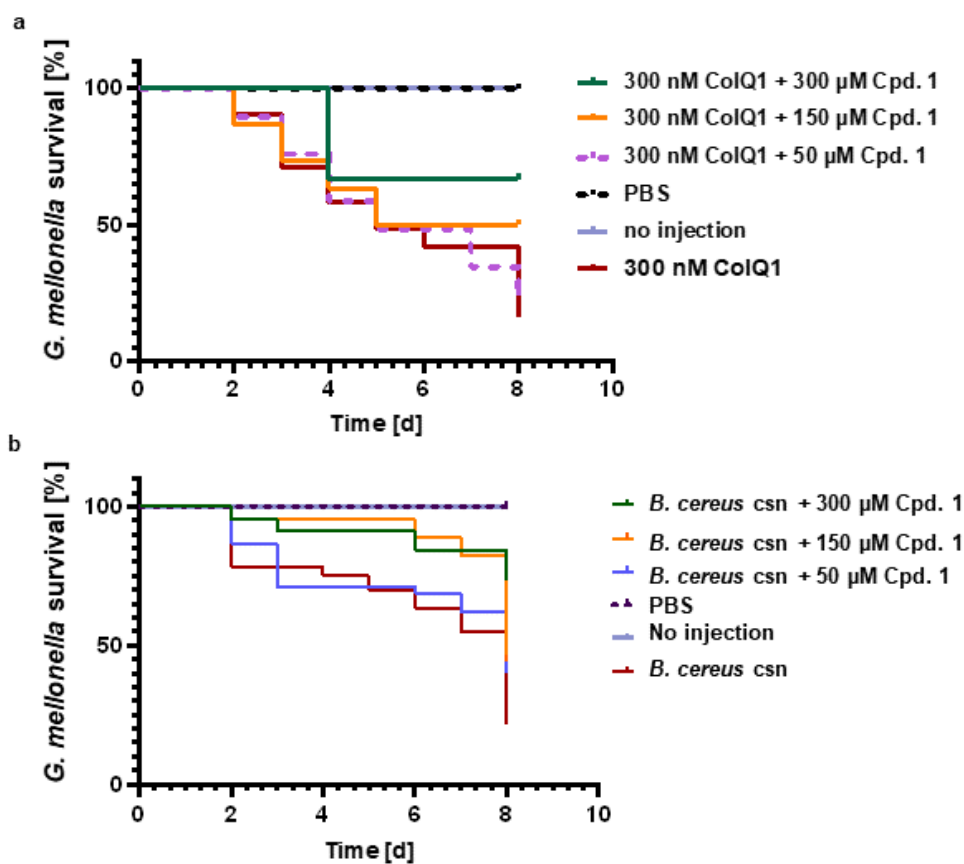 a
G. mellonella survival [%]
100
50
0
0 2 4 6 8 10
Time [d]
300 nM ColQ1 + 300 µM Cpd. 1
300 nM ColQ1 + 150 µM Cpd. 1
300 nM ColQ1 + 50 µM Cpd. 1
PBS
no injection
300 nM ColQ1
b
G. mellonella survival [%]
100
50
0
0 2 4 6 8 10
Time [d]
B. cereus csn + 300 µM Cpd. 1
B. cereus csn + 150 µM Cpd. 1
B. cereus csn + 50 µM Cpd. 1
PBS
No injection
B. cereus csn